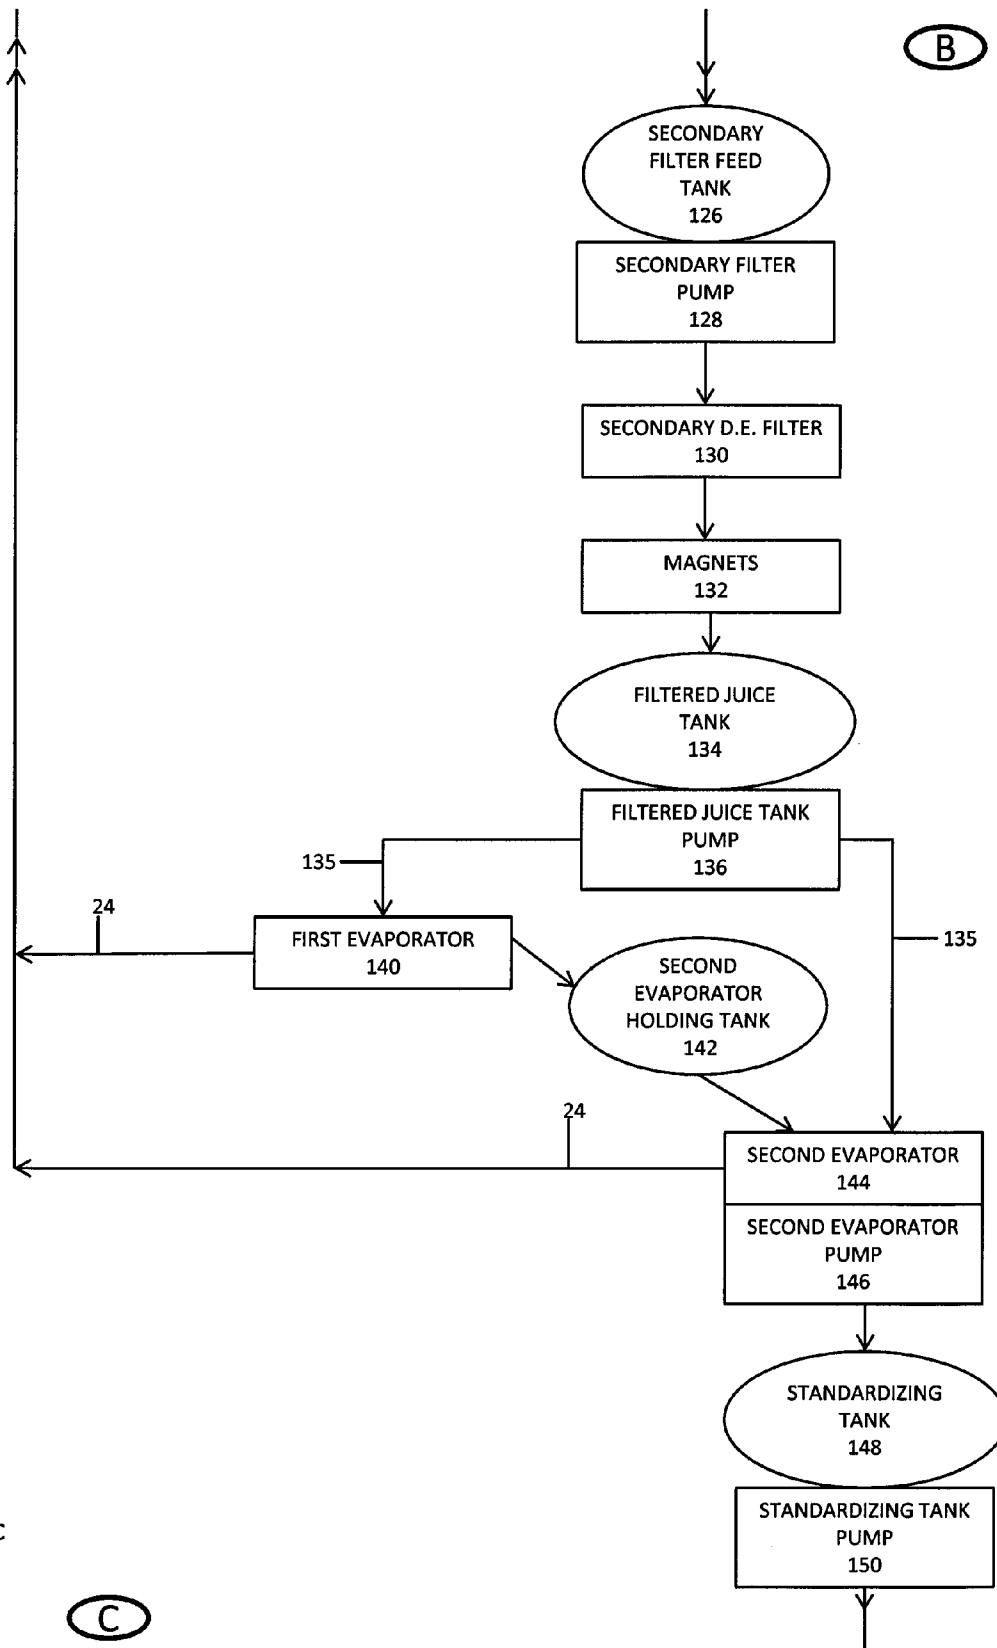 B
SECONDARY
FILTER FEED
TANK
126
SECONDARY FILTER
PUMP
128
SECONDARY D.E. FILTER
130
MAGNETS
132
FILTERED JUICE
TANK
134
FILTERED JUICE TANK
PUMP
136
135
24
FIRST EVAPORATOR
140
135
SECOND
EVAPORATOR
HOLDING TANK
142
24
SECOND EVAPORATOR
144
SECOND EVAPORATOR
PUMP
146
STANDARDIZING
TANK
148
STANDARDIZING TANK
PUMP
150
C
C